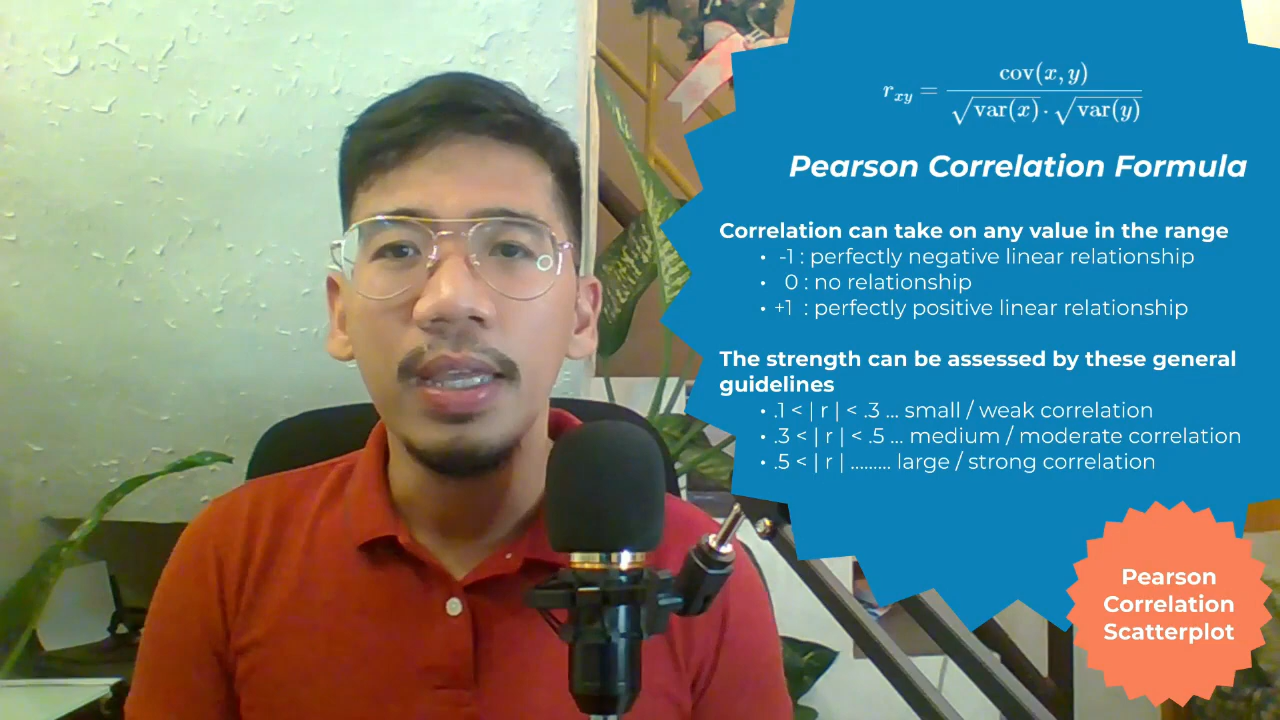 r_xy = cov(x, y) / √var(x) · √var(y)
Pearson Correlation Formula
Correlation can take on any value in the range
• -1 : perfectly negative linear relationship
• 0 : no relationship
• +1 : perfectly positive linear relationship
The strength can be assessed by these general
guidelines
• .1 < | r | < .3 ... small / weak correlation
• .3 < | r | < .5 ... medium / moderate correlation
• .5 < | r | ......... large / strong correlation
Pearson
Correlation
Scatterplot